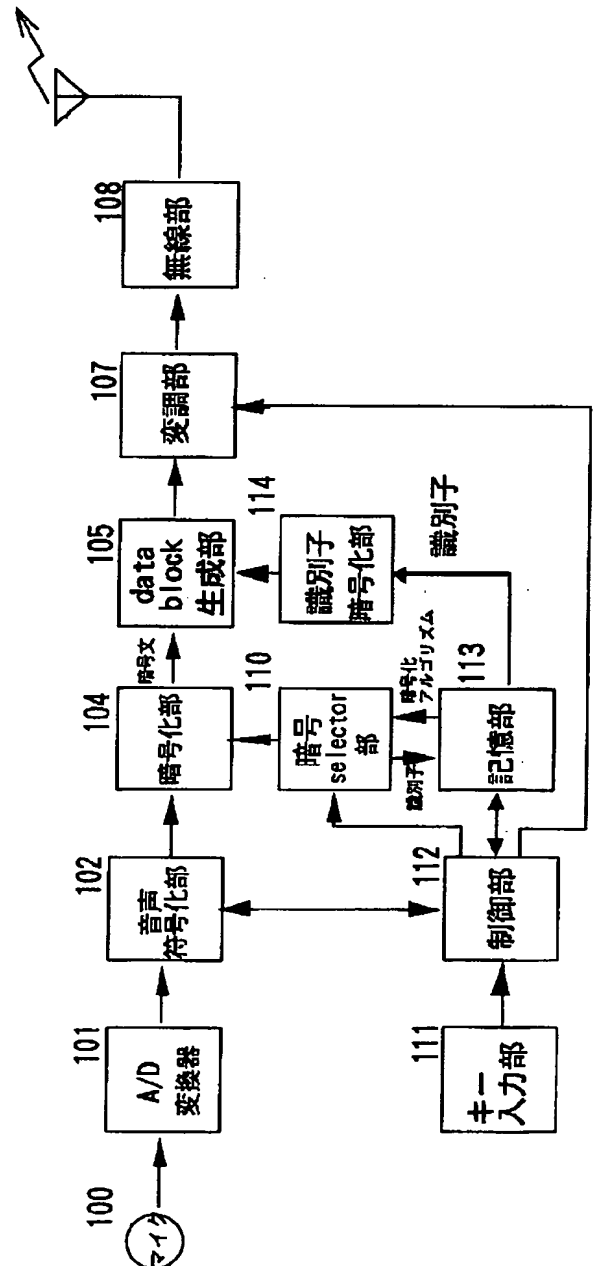 100
マイク
101
A/D
変換器
102
音声
符号化部
104
暗号化部
暗号文
105
data
block
生成部
107
変調部
108
無線部
110
暗号
selector
部
識別子
暗号化
アルゴリズム
114
識別子
暗号化部
識別子
111
キー
入力部
112
制御部
113
記憶部